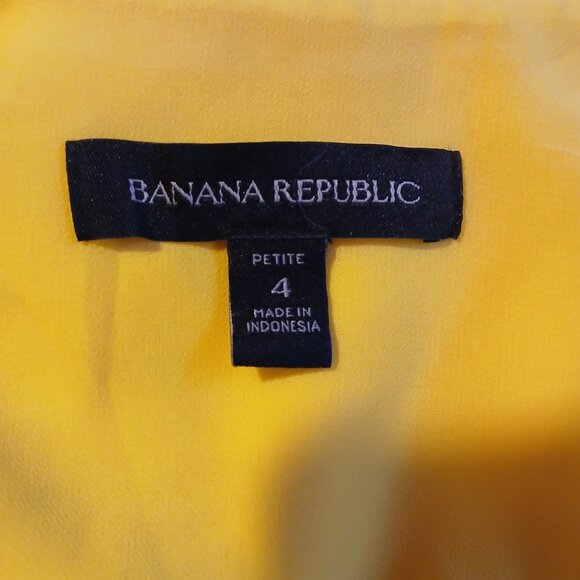 BANANA REPUBLIC
PETITE
4
MADE IN
INDONESIA